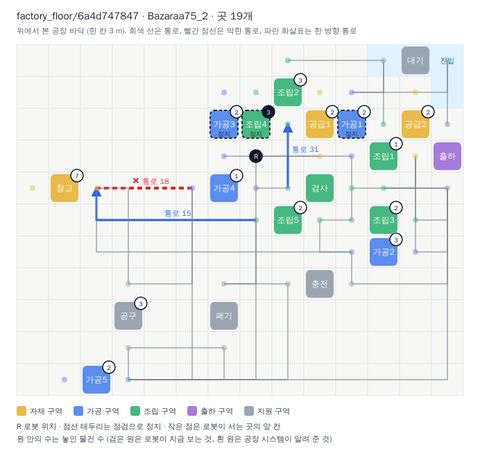 factory_floor/6a4d747847 · Bazaraa75_2 · 곳 19개
위에서 본 공장 바닥 (한 칸 3 m). 회색 선은 통로, 빨간 점선은 막힌 통로, 파란 화살표는 한 방향 통로
대기
진입
조립2
3
가공3
2
정지
조립4
3
정지
공급1
2
가공1
2
정지
공급2
2
통로 31
R
조립1
1
출하
창고
7
✖ 통로 18
가공4
1
검사
통로 15
조립5
2
조립3
2
가공2
3
충전
공구
3
폐기
가공5
2
자재 구역
가공 구역
조립 구역
출하 구역
지원 구역
R 로봇 위치 · 점선 테두리는 점검으로 정지 · 작은 점은 로봇이 서는 곳의 앞 칸
원 안의 수는 놓인 물건 수 (검은 원은 로봇이 지금 보는 것, 흰 원은 공장 시스템이 알려 준 것)